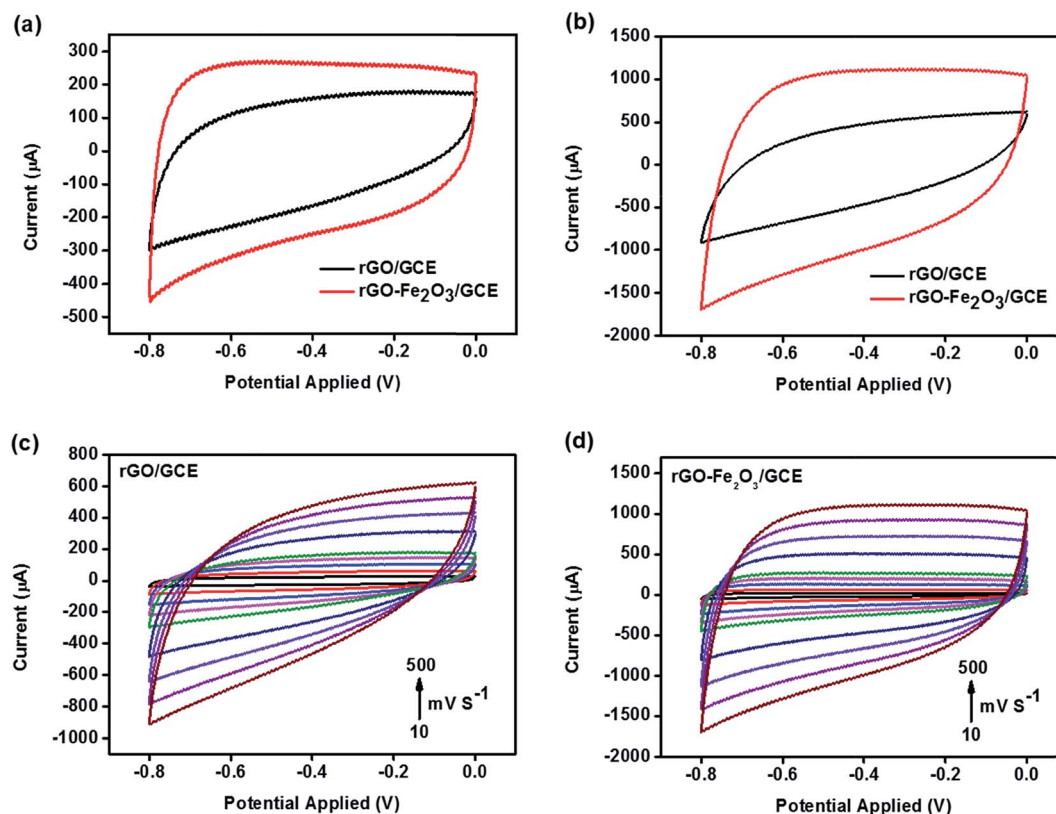 (a)
300
200
100
0
-100
-200
-300
-400
-500
Current (µA)
rGO/GCE
rGO-Fe₂O₃/GCE
-0.8
-0.6
-0.4
-0.2
0.0
Potential Applied (V)
(b)
1500
1000
500
0
-500
-1000
-1500
-2000
Current (µA)
rGO/GCE
rGO-Fe₂O₃/GCE
-0.8
-0.6
-0.4
-0.2
0.0
Potential Applied (V)
(c)
800
600
400
200
0
-200
-400
-600
-800
-1000
Current (µA)
rGO/GCE
500
mV S⁻¹
10
-0.8
-0.6
-0.4
-0.2
0.0
Potential Applied (V)
(d)
1500
1000
500
0
-500
-1000
-1500
-2000
Current (µA)
rGO-Fe₂O₃/GCE
500
mV S⁻¹
10
-0.8
-0.6
-0.4
-0.2
0.0
Potential Applied (V)